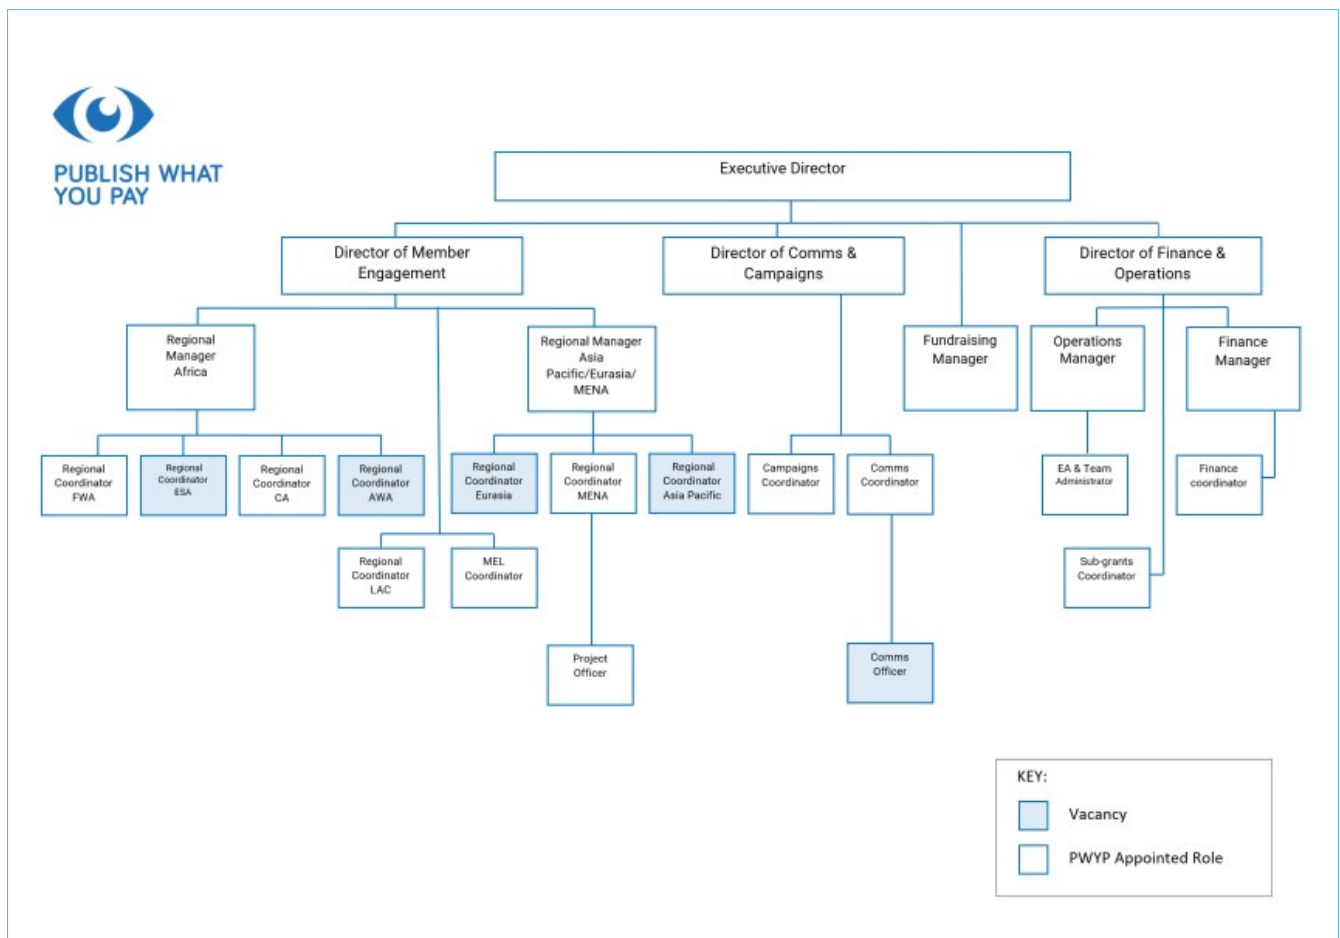 PUBLISH WHAT
YOU PAY
Executive Director
Director of Member
Engagement
Director of Comms &
Campaigns
Director of Finance &
Operations
Regional
Manager
Africa
Regional Manager
Asia
Pacific/Eurasia/
MENA
Fundraising
Manager
Operations
Manager
Finance
Manager
Regional
Coordinator
FWA
Regional
Coordinator
ESA
Regional
Coordinator
CA
Regional
Coordinator
AWA
Regional
Coordinator
Eurasia
Regional
Coordinator
MENA
Regional
Coordinator
Asia Pacific
Campaigns
Coordinator
Comms
Coordinator
EA & Team
Administrator
Finance
coordinator
Regional
Coordinator
LAC
MEL
Coordinator
Sub-grants
Coordinator
Project
Officer
Comms
Officer
KEY:
Vacancy
PWYP Appointed Role